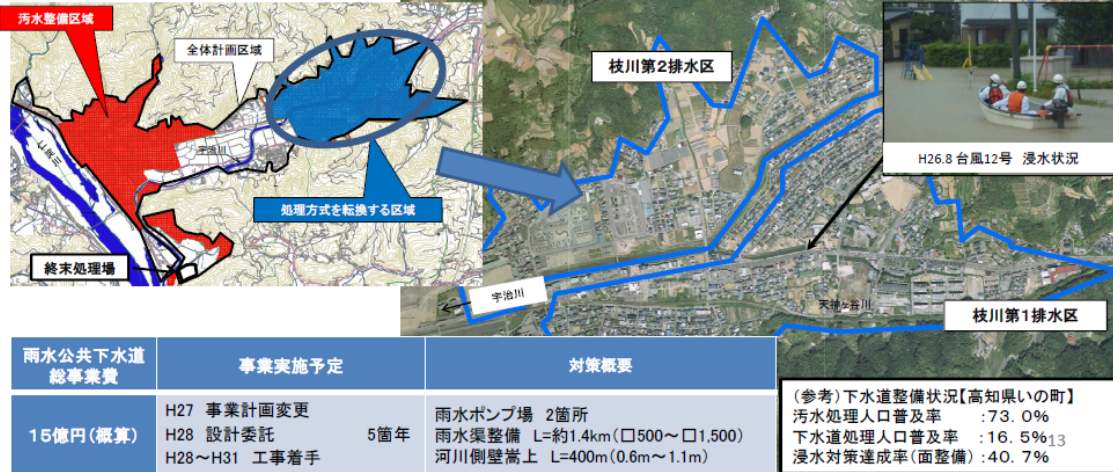 汚水整備区域
全体計画区域
仁淀川
宇治川
処理方式を転換する区域
終末処理場
枝川第2排水区
H26.8 台風12号 浸水状況
宇治川
天神ヶ谷川
枝川第1排水区
雨水公共下水道
総事業費
事業実施予定
対策概要
15億円(概算)
H27 事業計画変更
H28 設計委託 5箇年
H28～H31 工事着手
雨水ポンプ場 2箇所
雨水渠整備 L=約1.4km(□500～□1,500)
河川側壁嵩上 L=400m(0.6m～1.1m)
(参考)下水道整備状況【高知県いの町】
汚水処理人口普及率 :73.0%
下水道処理人口普及率 :16.5%
浸水対策達成率(面整備) :40.7%
13